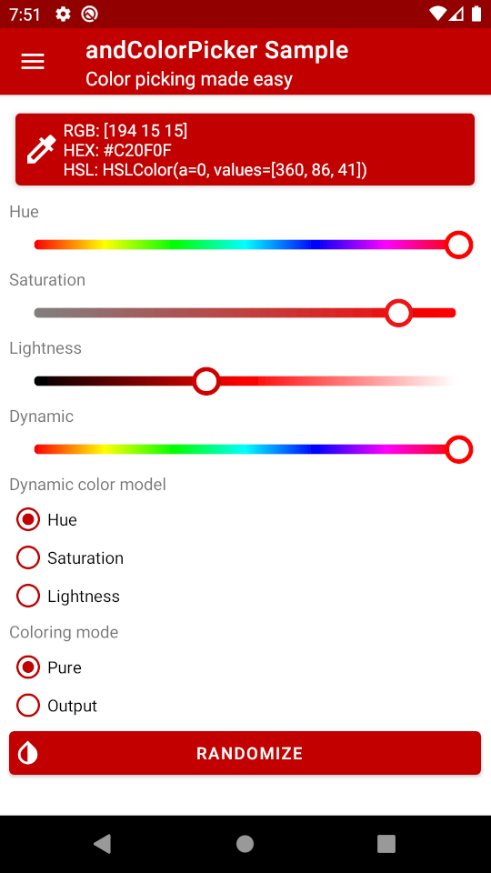 7:51
andColorPicker Sample
Color picking made easy
RGB: [194 15 15]
HEX: #C20F0F
HSL: HSLColor(a=0, values=[360, 86, 41])
Hue
Saturation
Lightness
Dynamic
Dynamic color model
Hue
Saturation
Lightness
Coloring mode
Pure
Output
RANDOMIZE